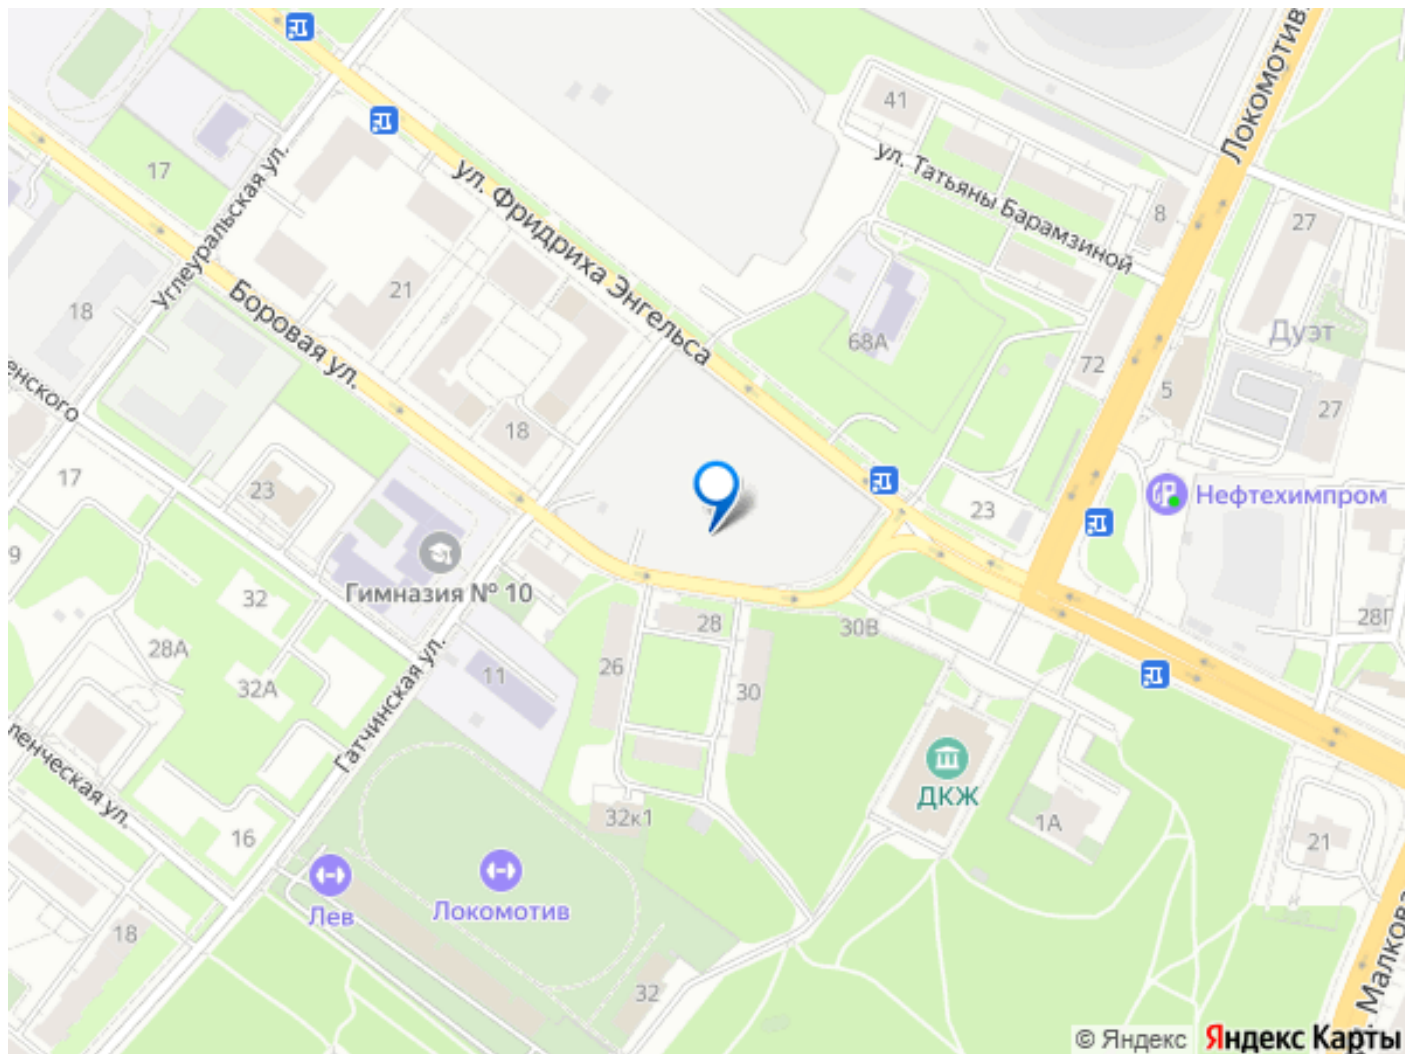 Локомотив
41
ул. Татьяны Барамзиной
17
8
27
ул. Фридриха Энгельса
Углеуральская ул.
21
18
Боровая ул.
68А
Дуэт
72
5
27
енского
18
17
23
23
Нефтехимпром
9
Гимназия № 10
32
28
30В
28Г
28А
32А
11
26
30
Гатчинская ул.
ленческая ул.
ДКЖ
32к1
1А
16
21
Лев
Локомотив
18
32
. Малкова
© Яндекс
Яндекс Карты